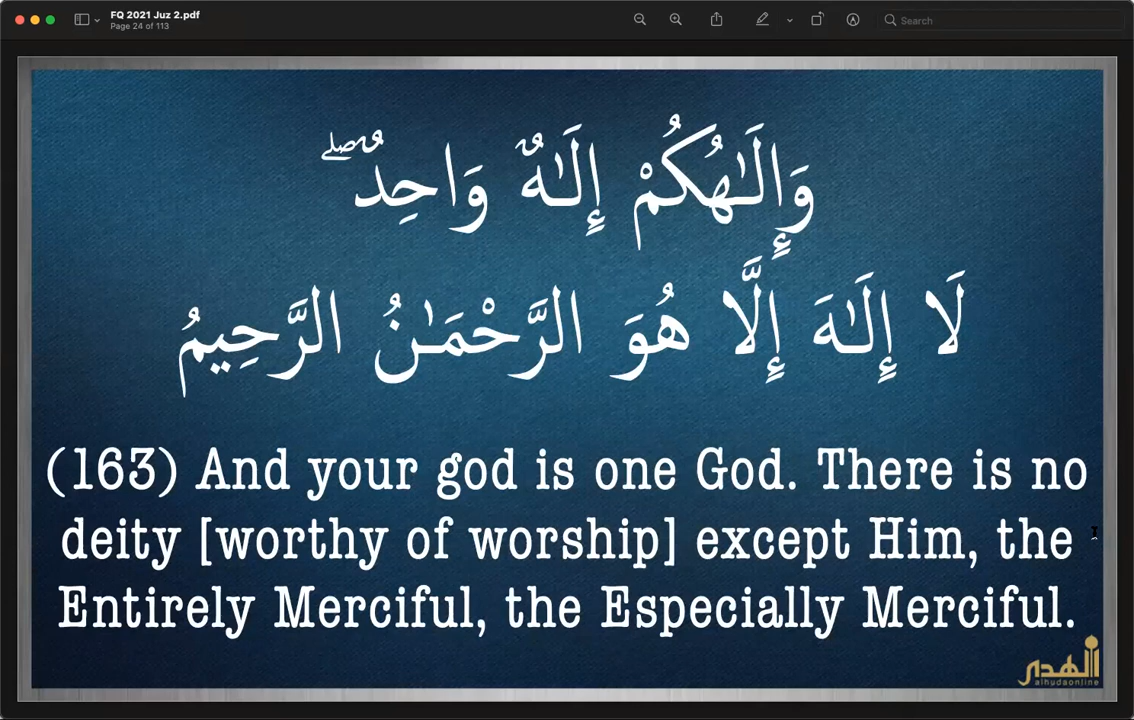 FQ 2021 Juz 2.pdf
Page 24 of 113
Search
وَإِلَـٰهُكُمْ إِلَـٰهٌ وَاحِدٌ ۖ
لَا إِلَـٰهَ إِلَّا هُوَ الرَّحْمَـٰنُ الرَّحِيمُ
(163) And your god is one God. There is no
deity [worthy of worship] except Him, the
Entirely Merciful, the Especially Merciful.
الهدى
alhudaonline